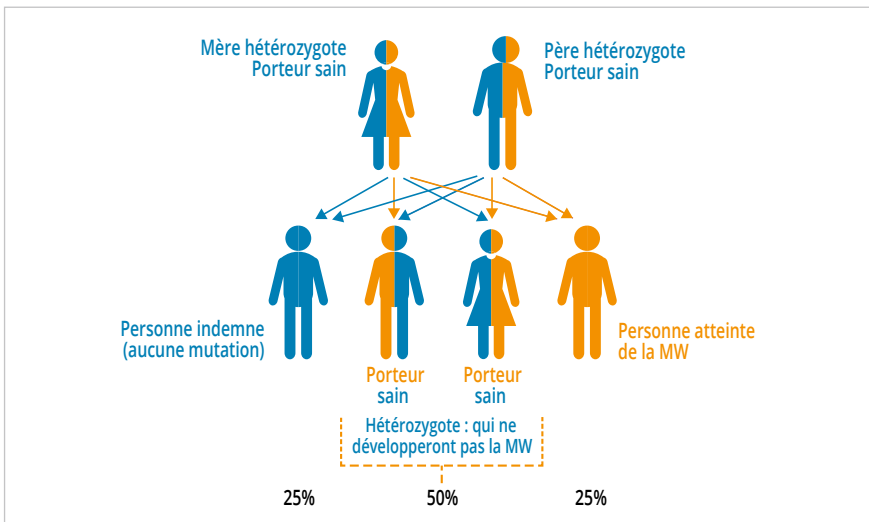 Mère hétérozygote
Porteur sain
Père hétérozygote
Porteur sain
Personne indemne
(aucune mutation)
Porteur
sain
Porteur
sain
Personne atteinte
de la MW
Hétérozygote : qui ne
développeront pas la MW
25%
50%
25%